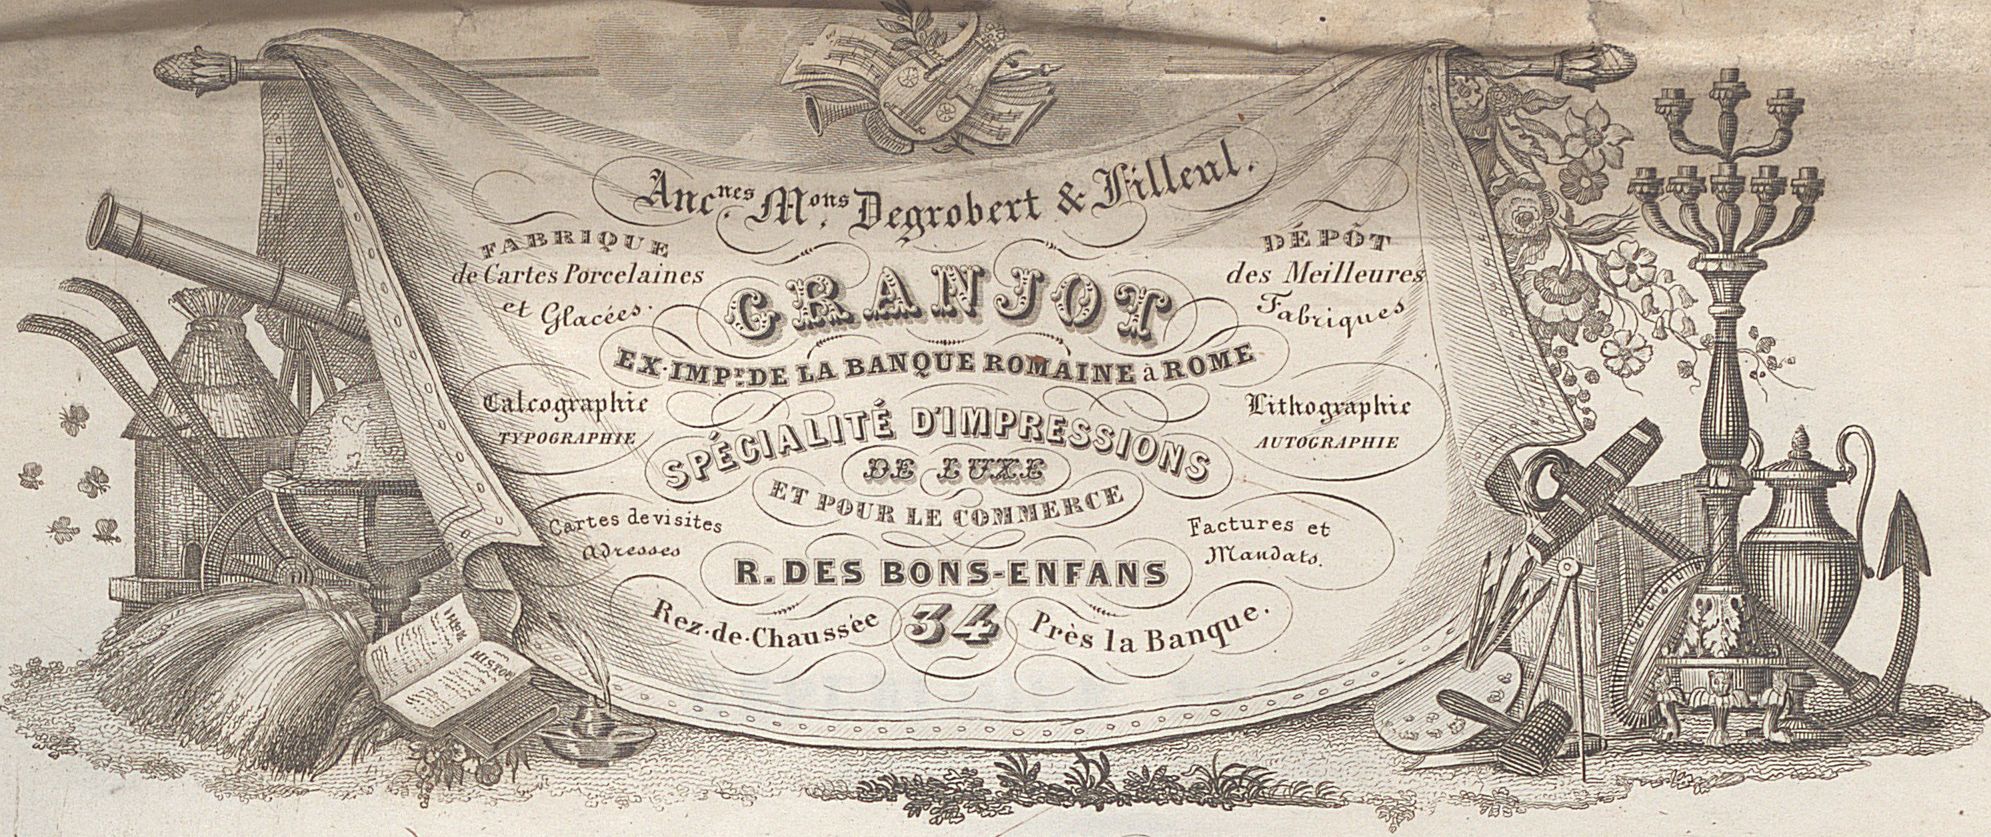 Anc.nes M.ons Degrobert & Filleul.
FABRIQUE
de Cartes Porcelaines
et Glacées.
DÉPÔT
des Meilleures
Fabriques
GRANJOT
EX-IMP.r DE LA BANQUE ROMAINE à ROME
Calcographie
TYPOGRAPHIE
Lithographie
AUTOGRAPHIE
SPÉCIALITÉ D'IMPRESSIONS
DE LUXE
ET POUR LE COMMERCE
Cartes de visites
Adresses
Factures et
Mandats.
R. DES BONS-ENFANS
Rez-de-Chaussée 34 Près la Banque.
HISTOI